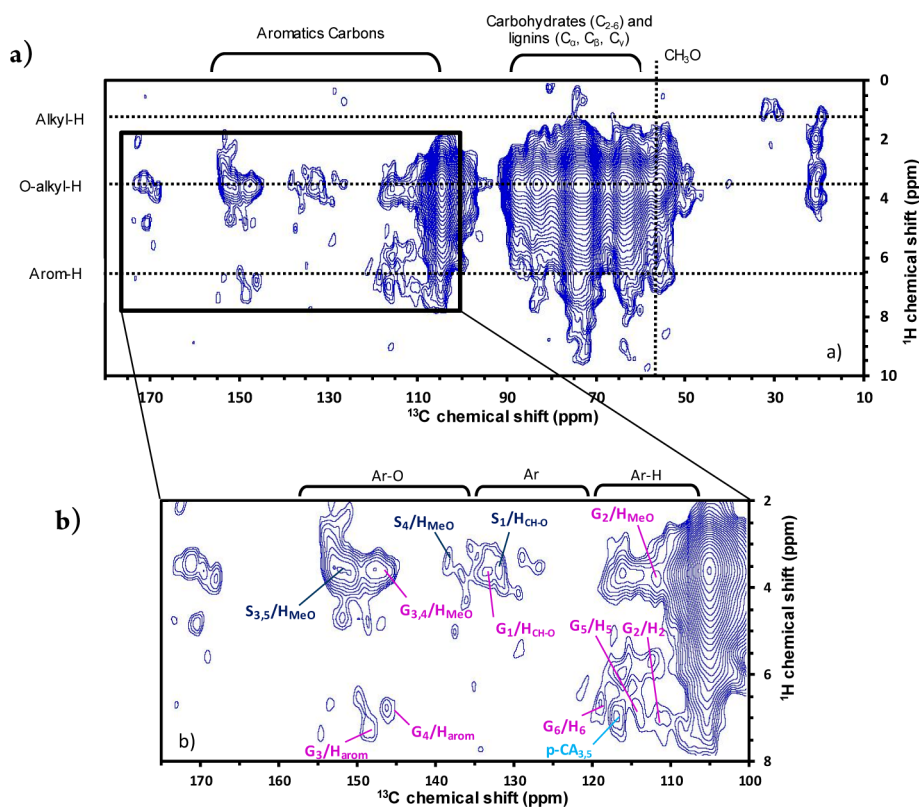 Aromatics Carbons
Carbohydrates (C2-6) and
lignins (Cα, Cβ, Cγ)
CH3O
a)
Alkyl-H
O-alkyl-H
Arom-H
0
2
4
6
8
10
1H chemical shift (ppm)
a)
170 150 130 110 90 70 50 30 10
13C chemical shift (ppm)
Ar-O Ar Ar-H
b)
S4/HMeO
S1/HCH-O
G2/HMeO
S3,5/HMeO
G3,4/HMeO
G1/HCH-O
G5/H5
G2/H2
G6/H6
p-CA3,5
G4/Harom
G3/Harom
b)
2
4
6
8
1H chemical shift (ppm)
170 160 150 140 130 120 110 100
13C chemical shift (ppm)